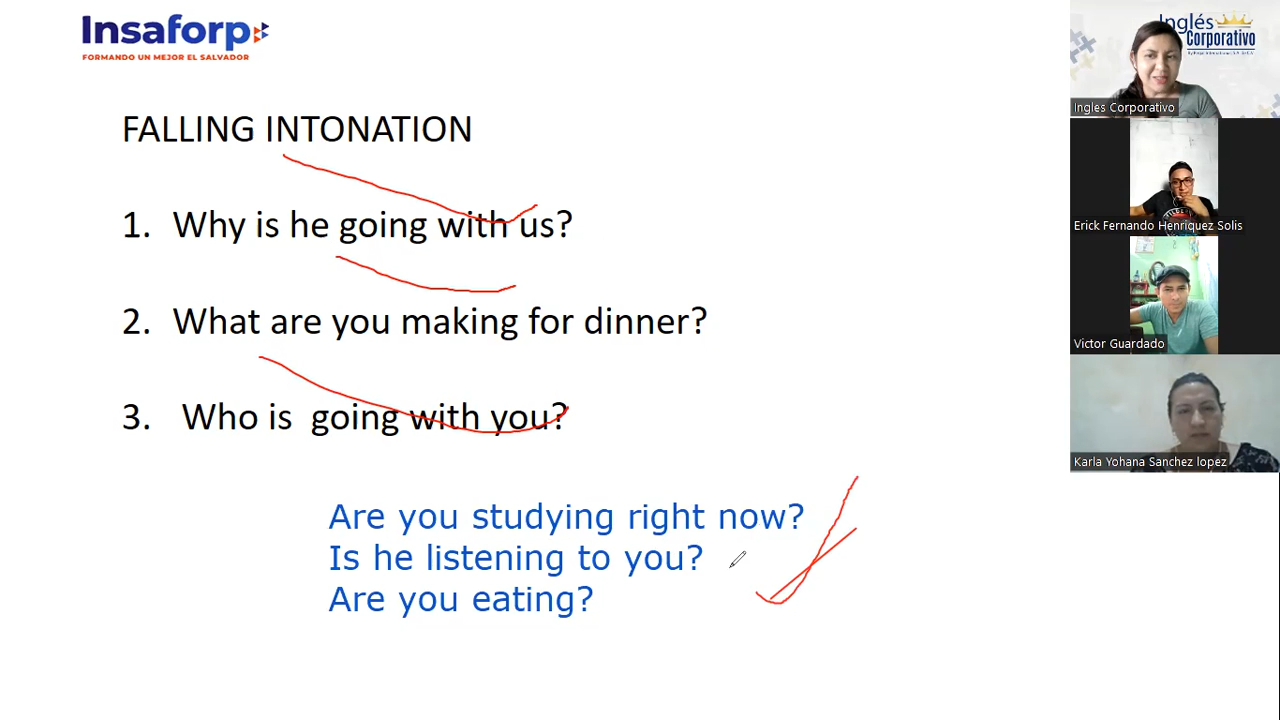 Insaforp
FORMANDO UN MEJOR EL SALVADOR
FALLING INTONATION
1. Why is he going with us?
2. What are you making for dinner?
3. Who is going with you?
Are you studying right now?
Is he listening to you?
Are you eating?
Inglés
Corporativo
Ingles Corporativo
Erick Fernando Henriquez Solis
Victor Guardado
Karla Yohana Sanchez lopez